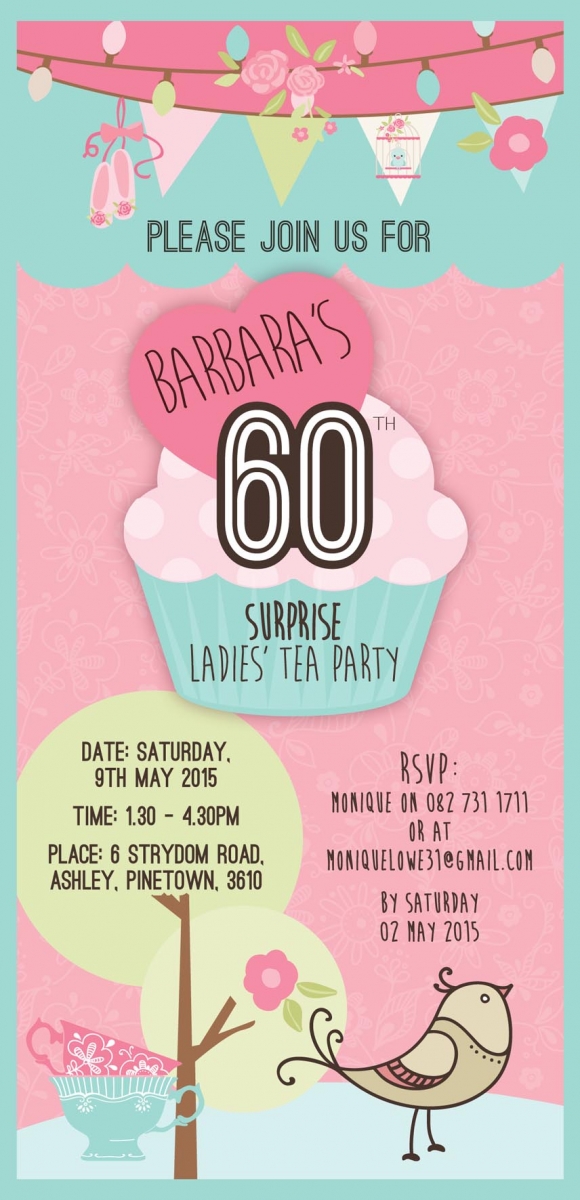 PLEASE JOIN US FOR
BARBARA'S
60TH
SURPRISE
LADIES' TEA PARTY
DATE: SATURDAY,
9TH MAY 2015
TIME: 1.30 - 4.30PM
PLACE: 6 STRYDOM ROAD,
ASHLEY, PINETOWN, 3610
RSVP:
MONIQUE ON 082 731 1711
OR AT
MONIQUELOWE31@GMAIL.COM
BY SATURDAY
02 MAY 2015